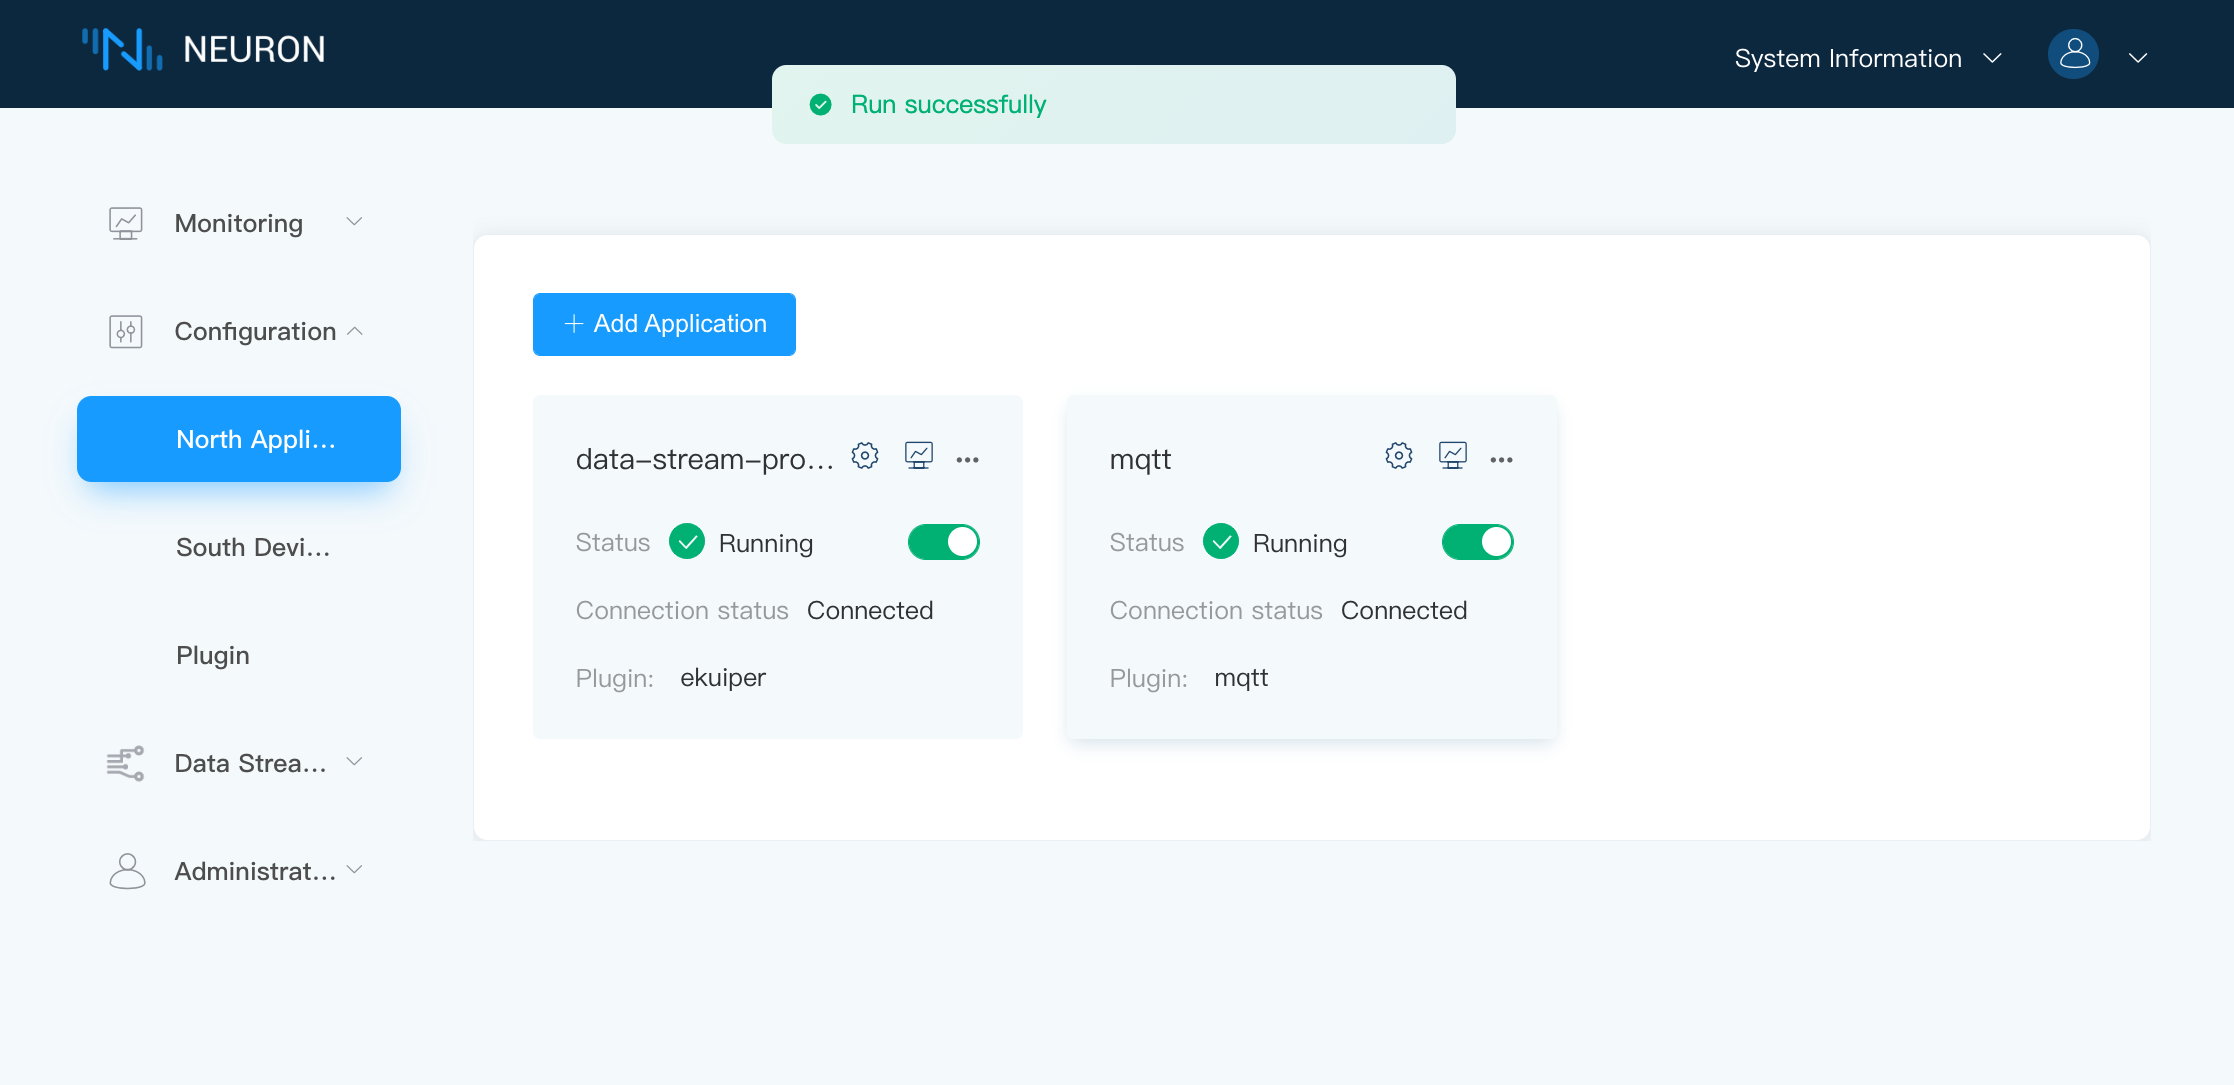 NEURON
System Information
Run successfully
Monitoring
Configuration
North Appli...
South Devi...
Plugin
Data Strea...
Administrat...
+ Add Application
data-stream-pro...
Status Running
Connection status Connected
Plugin: ekuiper
mqtt
Status Running
Connection status Connected
Plugin: mqtt